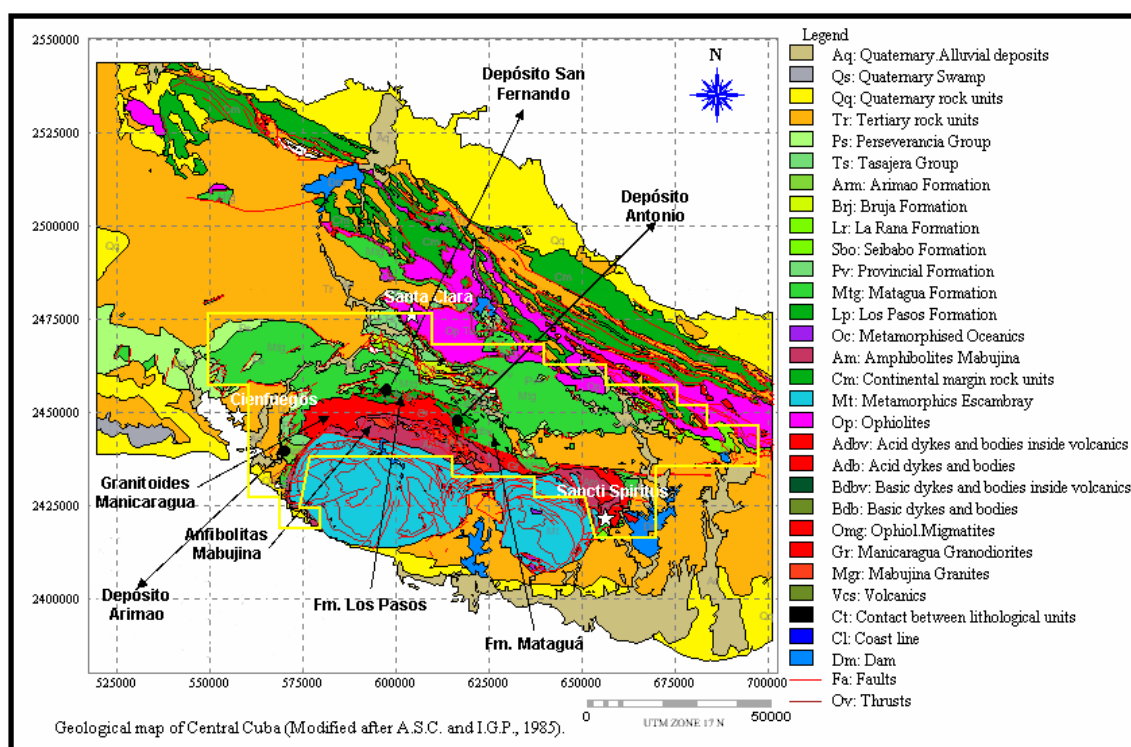 Legend
Aq: Quaternary.Alluvial deposits
Qs: Quaternary Swamp
Qq: Quaternary rock units
Tr: Tertiary rock units
Ps: Perseverancia Group
Ts: Tasajera Group
Arm: Arimao Formation
Brj: Bruja Formation
Lr: La Rana Formation
Sbo: Seibabo Formation
Pv: Provincial Formation
Mtg: Matagua Formation
Lp: Los Pasos Formation
Oc: Metamorphised Oceanics
Am: Amphibolites Mabujina
Cm: Continental margin rock units
Mt: Metamorphics Escambray
Op: Ophiolites
Adbv: Acid dykes and bodies inside volcanics
Adb: Acid dykes and bodies
Bdbv: Basic dykes and bodies inside volcanics
Bdb: Basic dykes and bodies
Omg: Ophiol.Migmatites
Gr: Manicaragua Granodiorites
Mgr: Mabujina Granites
Vcs: Volcanics
Ct: Contact between lithological units
Cl: Coast line
Dm: Dam
Fa: Faults
Ov: Thrusts
N
Depósito San
Fernando
Depósito
Antonio
Santa Clara
Cienfuegos
Sancti Spiritus
Granitoides
Manicaragua
Anfibolitas
Mabujina
Depósito
Arimao
Fm. Los Pasos
Fm. Mataguá
Aq
Qq
Qq
Cm
Cm
Tr
Mtg
Mtg
2550000
2525000
2500000
2475000
2450000
2425000
2400000
525000 550000 575000 600000 625000 650000 675000 700000
0 50000
UTM ZONE 17 N
Geological map of Central Cuba (Modified after A.S.C. and I.G.P., 1985).